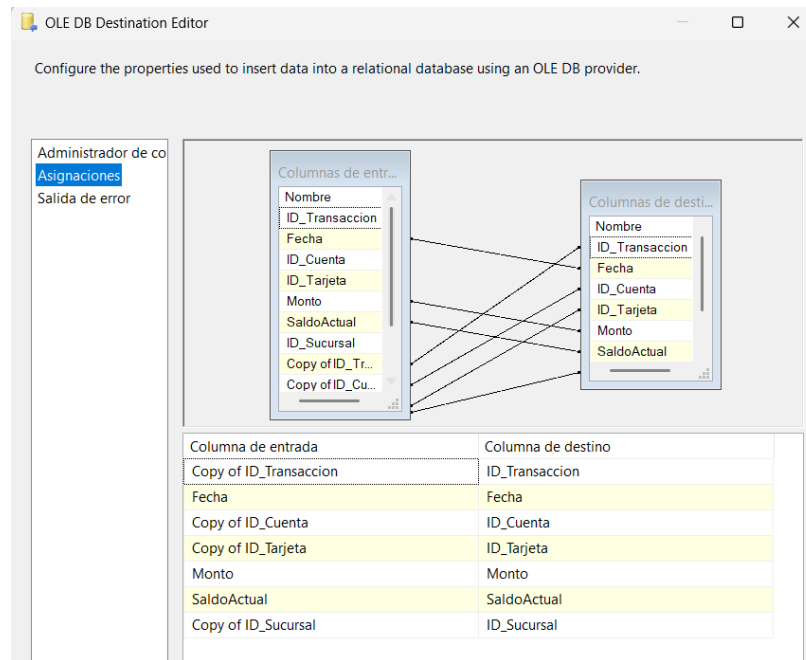 OLE DB Destination Editor
Configure the properties used to insert data into a relational database using an OLE DB provider.
Administrador de co
Asignaciones
Salida de error
Columnas de entr...
Nombre
ID_Transaccion
Fecha
ID_Cuenta
ID_Tarjeta
Monto
SaldoActual
ID_Sucursal
Copy of ID_Tr...
Copy of ID_Cu...
Columnas de desti...
Nombre
ID_Transaccion
Fecha
ID_Cuenta
ID_Tarjeta
Monto
SaldoActual
Columna de entrada Columna de destino
Copy of ID_Transaccion ID_Transaccion
Fecha Fecha
Copy of ID_Cuenta ID_Cuenta
Copy of ID_Tarjeta ID_Tarjeta
Monto Monto
SaldoActual SaldoActual
Copy of ID_Sucursal ID_Sucursal